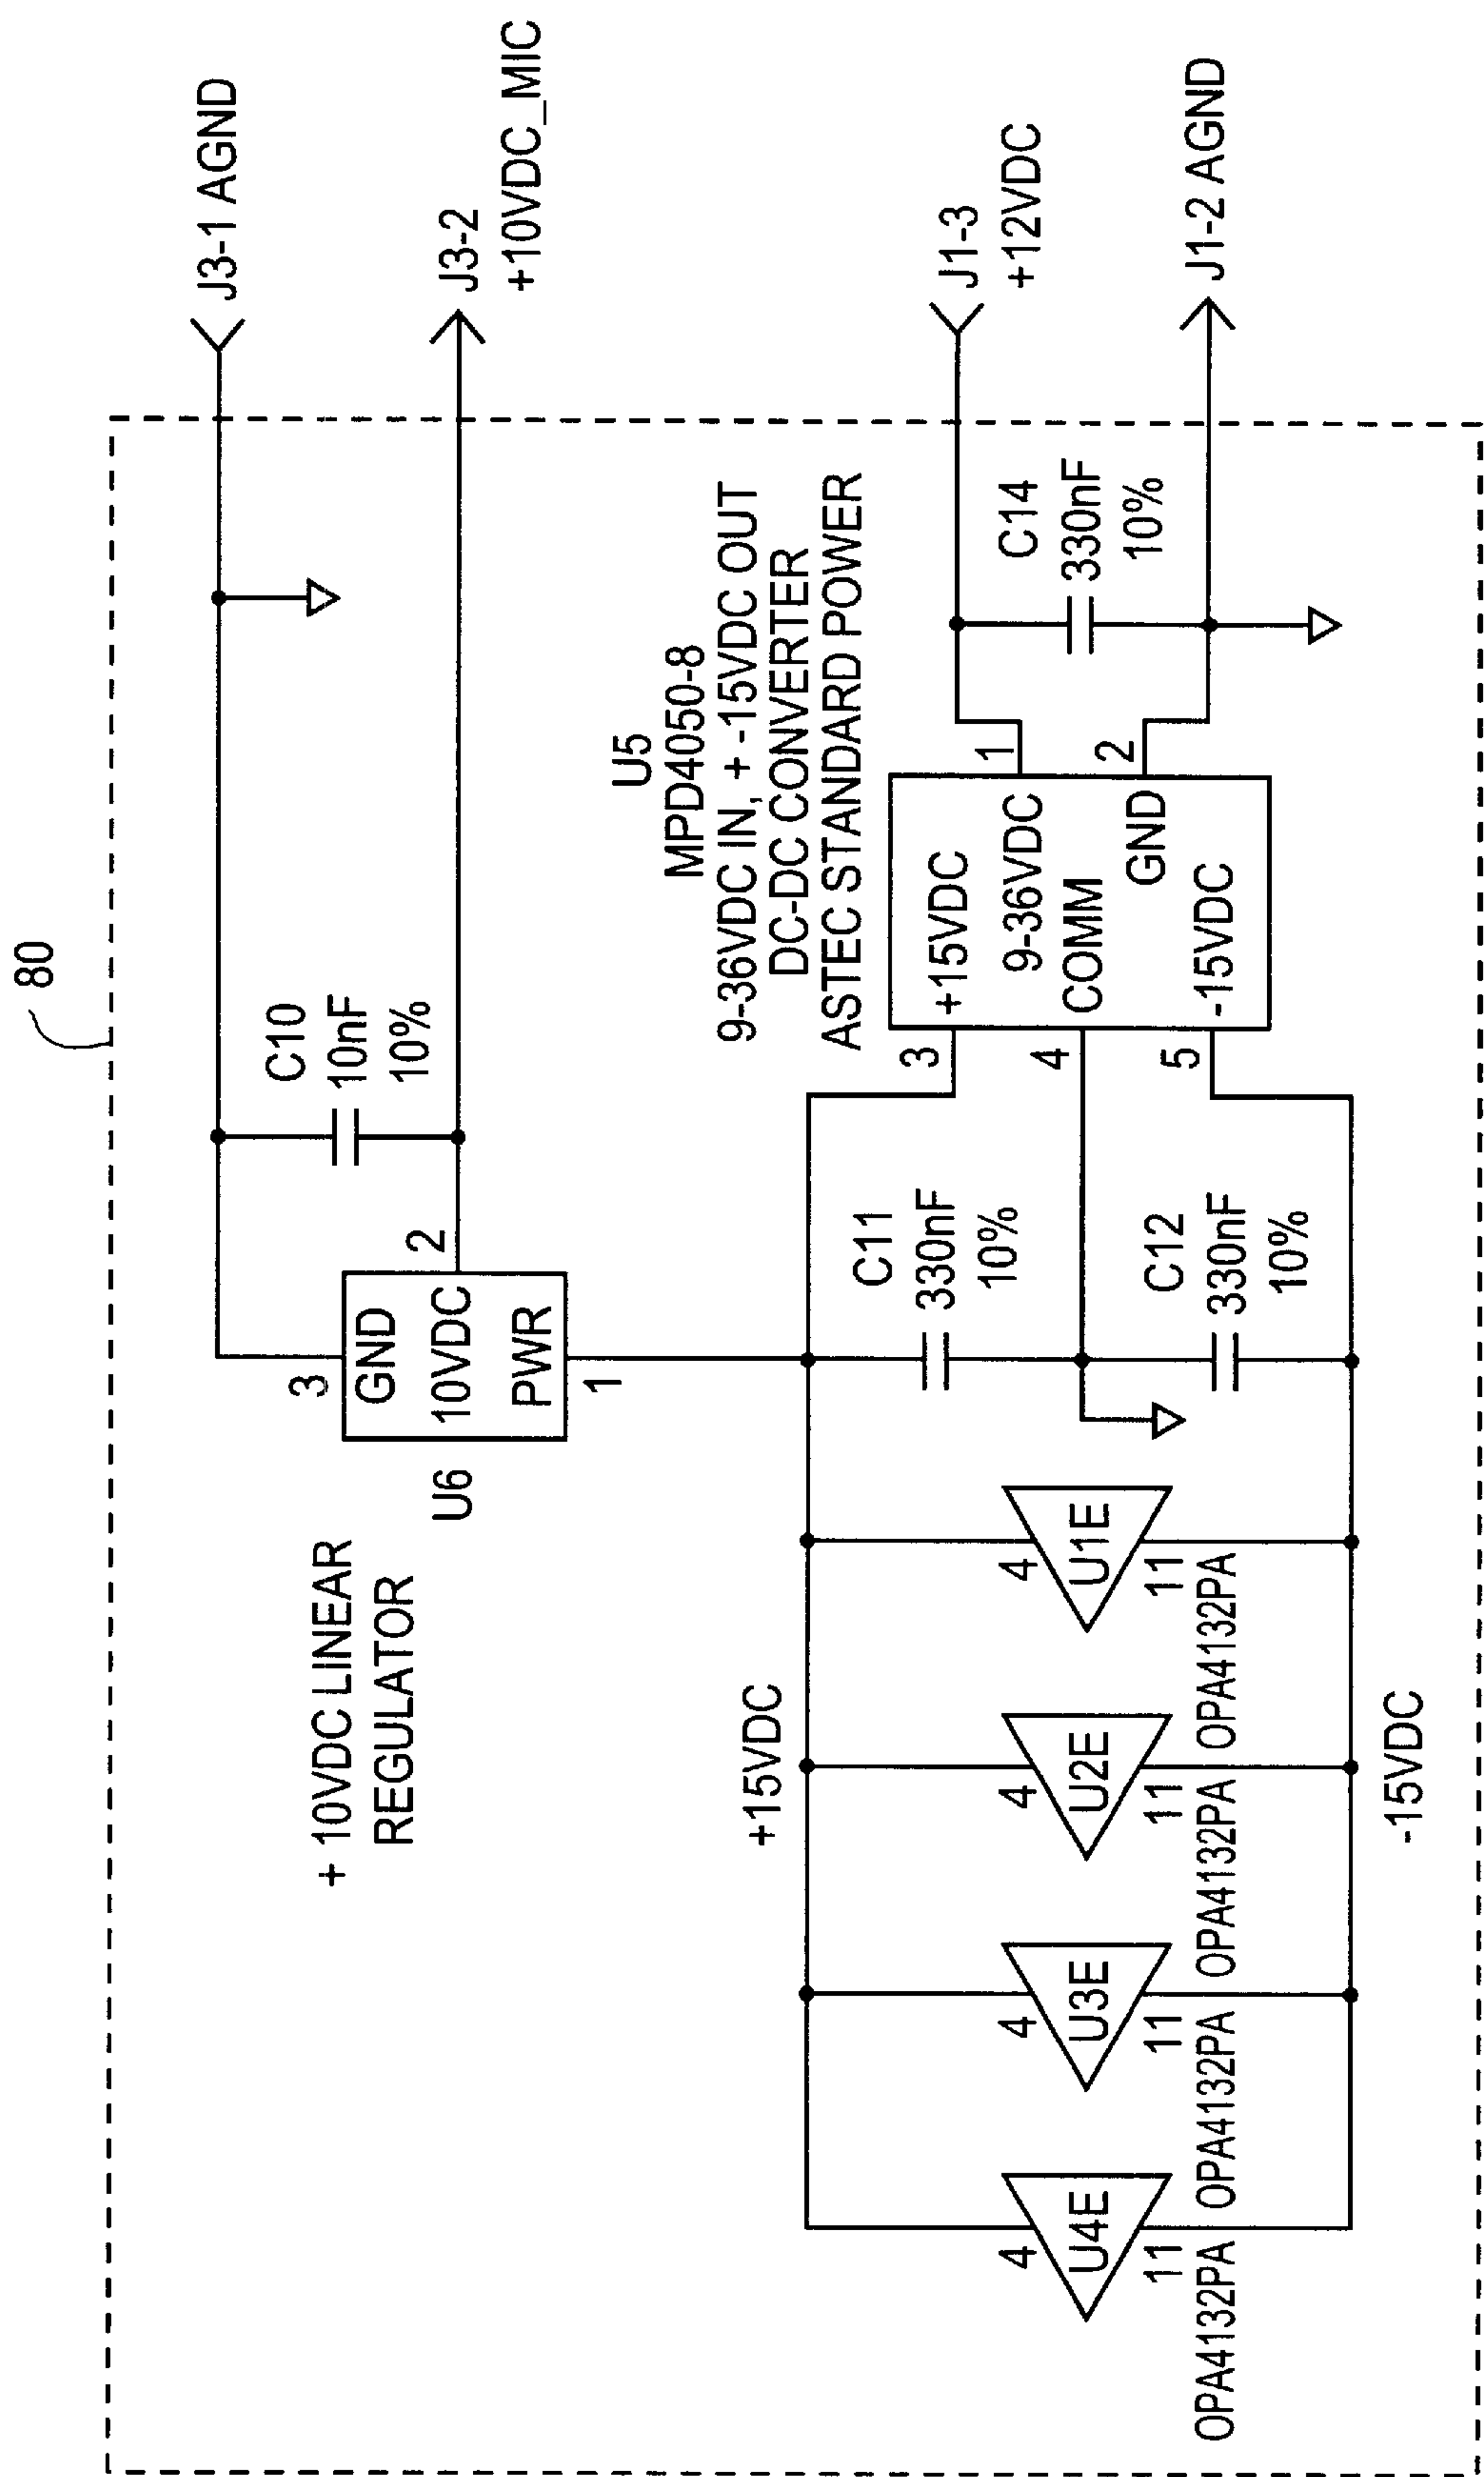 80
J3-1 AGND
J3-2
+10VDC_MIC
C10
10nF
10%
3
GND
10VDC
PWR
2
1
U6
+ 10VDC LINEAR
REGULATOR
U5
MPD4050-8
9-36VDC IN, + -15VDC OUT
DC-DC CONVERTER
ASTEC STANDARD POWER
J1-3
+12VDC
J1-2 AGND
C14
330nF
10%
1
2
+15VDC
9-36VDC
COMM
GND
-15VDC
3
4
5
C11
330nF
10%
C12
330nF
10%
+15VDC
4
U4E
11
OPA4132PA
4
U3E
11
OPA4132PA
4
U2E
11
OPA4132PA
4
U1E
11
OPA4132PA
-15VDC